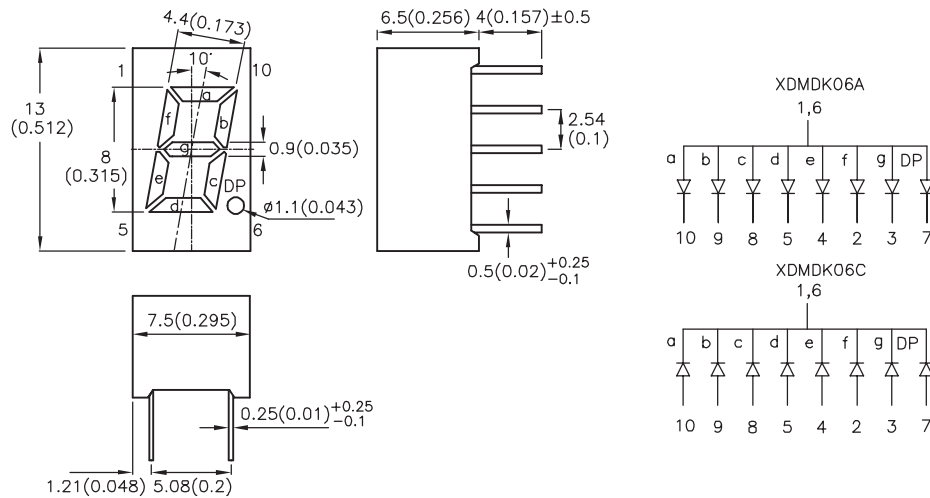 4.4(0.173)
10°
1
10
13
(0.512)
8
(0.315)
a
b
f
g
e
c
d
DP
0.9(0.035)
ø1.1(0.043)
5
6
6.5(0.256)
4(0.157)±0.5
2.54
(0.1)
0.5(0.02)+0.25
−0.1
7.5(0.295)
0.25(0.01)+0.25
−0.1
1.21(0.048)
5.08(0.2)
XDMDK06A
1,6
a b c d e f g DP
10 9 8 5 4 2 3 7
XDMDK06C
1,6
a b c d e f g DP
10 9 8 5 4 2 3 7